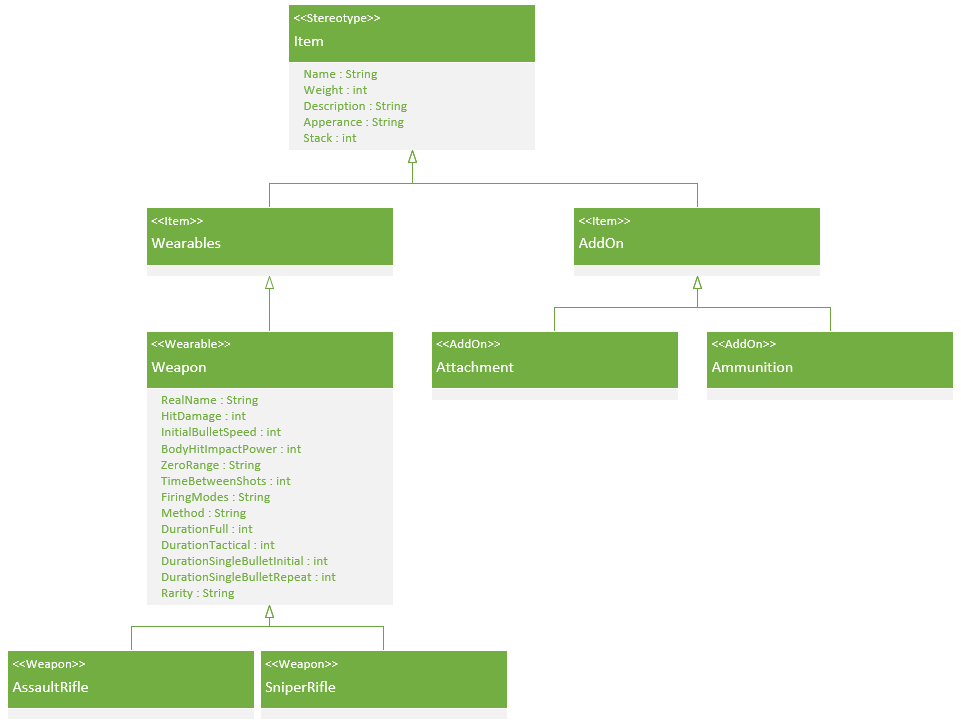 <<Stereotype>>
Item
Name : String
Weight : int
Description : String
Apperance : String
Stack : int
<<Item>>
Wearables
<<Item>>
AddOn
<<Wearable>>
Weapon
<<AddOn>>
Attachment
<<AddOn>>
Ammunition
RealName : String
HitDamage : int
InitialBulletSpeed : int
BodyHitImpactPower : int
ZeroRange : String
TimeBetweenShots : int
FiringModes : String
Method : String
DurationFull : int
DurationTactical : int
DurationSingleBulletInitial : int
DurationSingleBulletRepeat : int
Rarity : String
<<Weapon>>
AssaultRifle
<<Weapon>>
SniperRifle